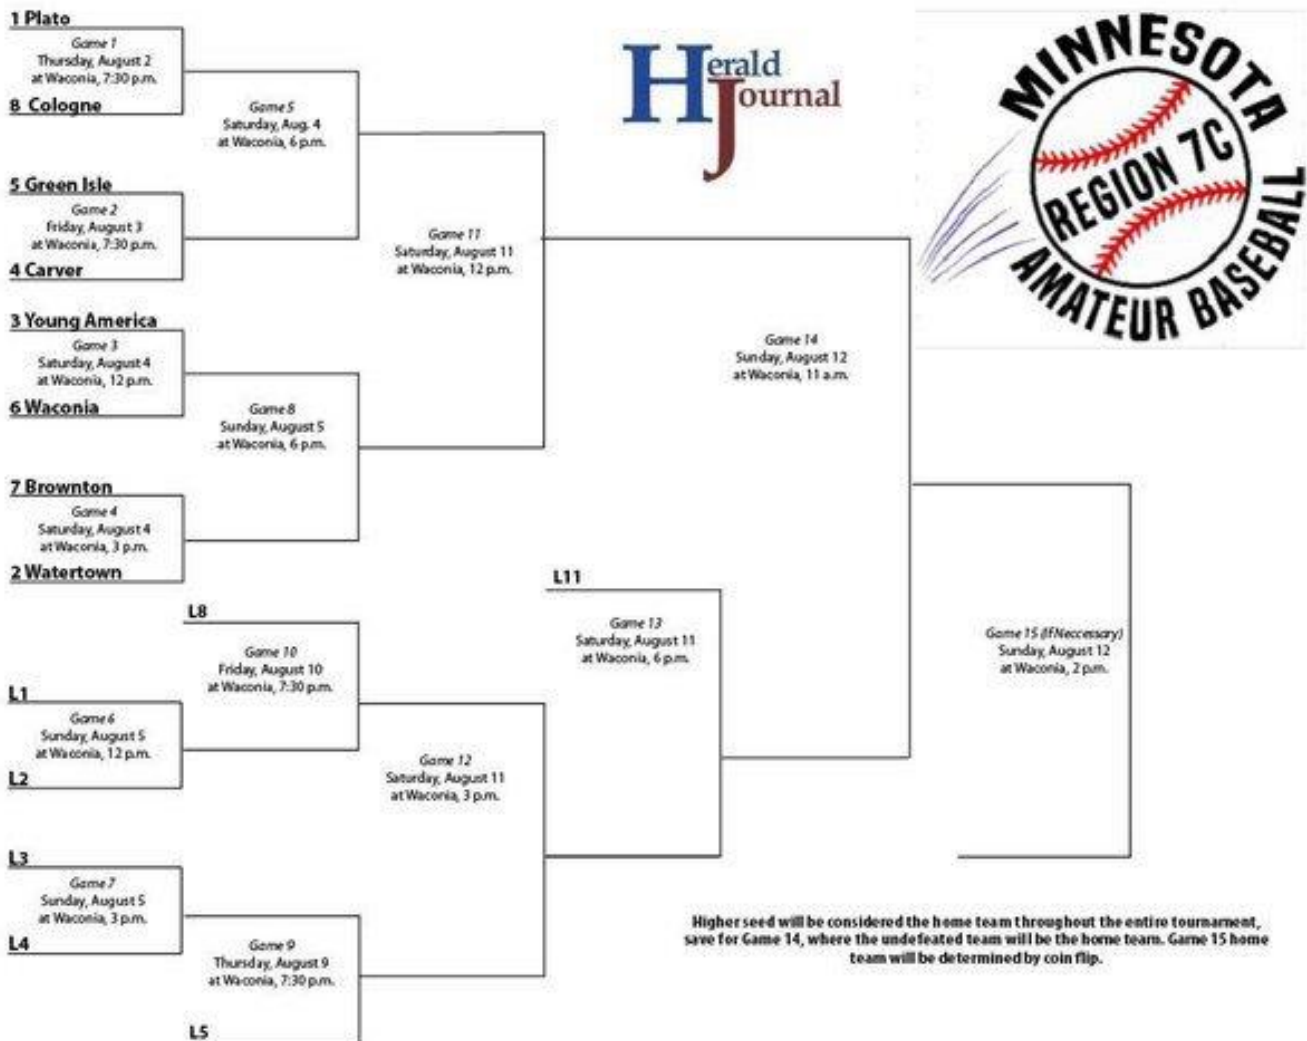 1 Plato
Game 1
Thursday, August 2
at Waconia, 7:30 p.m.
8 Cologne
Game 5
Saturday, Aug. 4
at Waconia, 6 p.m.
5 Green Isle
Game 2
Friday, August 3
at Waconia, 7:30 p.m.
4 Carver
Game 11
Saturday, August 11
at Waconia, 12 p.m.
3 Young America
Game 3
Saturday, August 4
at Waconia, 12 p.m.
6 Waconia
Game 8
Sunday, August 5
at Waconia, 6 p.m.
7 Brownton
Game 4
Saturday, August 4
at Waconia, 3 p.m.
2 Watertown
Herald
Journal
MINNESOTA
REGION 7C
AMATEUR BASEBALL
Game 14
Sunday, August 12
at Waconia, 11 a.m.
L8
Game 10
Friday, August 10
at Waconia, 7:30 p.m.
L1
Game 6
Sunday, August 5
at Waconia, 12 p.m.
L2
L11
Game 13
Saturday, August 11
at Waconia, 6 p.m.
Game 12
Saturday, August 11
at Waconia, 3 p.m.
Game 15 (If Neccessary)
Sunday, August 12
at Waconia, 2 p.m.
L3
Game 7
Sunday, August 5
at Waconia, 3 p.m.
L4
Game 9
Thursday, August 9
at Waconia, 7:30 p.m.
L5
Higher seed will be considered the home team throughout the entire tournament,
save for Game 14, where the undefeated team will be the home team. Game 15 home
team will be determined by coin flip.